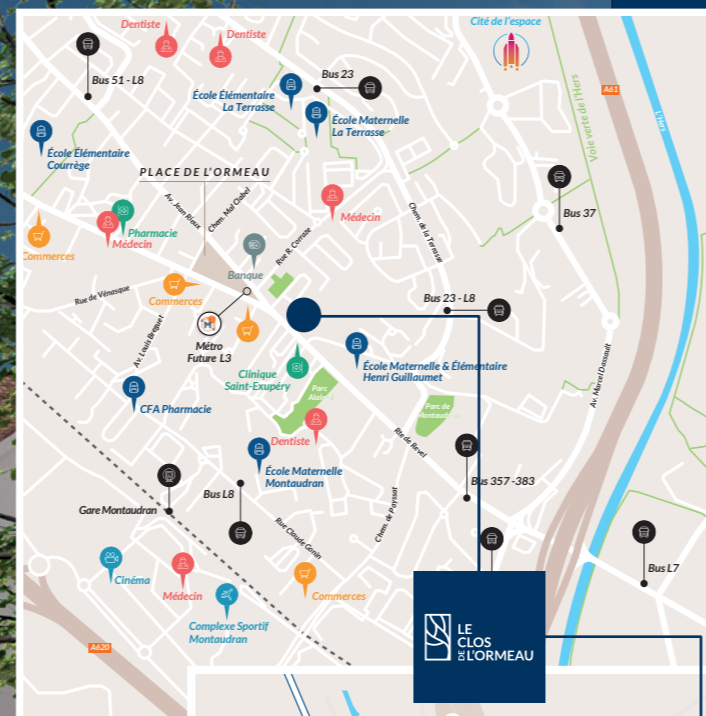 Dentiste
Dentiste
Cité de l'espace
Bus 51 - L8
Bus 23
A61
École Élémentaire
La Terrasse
École Maternelle
La Terrasse
Voie verte de l'Hers
L'Hers
École Élémentaire
Courrège
PLACE DE L'ORMEAU
Av. Jean Rieux
Chem. Mal Clabel
Médecin
Pharmacie
Médecin
Chem. de la Terrasse
Bus 37
Commerces
Rue R. Corraze
Banque
Rue de Vénasque
Commerces
Bus 23 - L8
Av. Louis Breguet
Métro
Future L3
Clinique
Saint-Exupéry
École Maternelle & Élémentaire
Henri Guillaumet
Av. Marcel Dassault
CFA Pharmacie
Parc
Parc de
Dentiste
Rte de Revel
École Maternelle
Montaudran
Bus 357 -383
Bus L8
Gare Montaudran
Chem. de Payssat
Rue Claude Gonin
Bus L7
Cinéma
Médecin
Commerces
Complexe Sportif
Montaudran
A620
LE
CLOS
DE L'ORMEAU